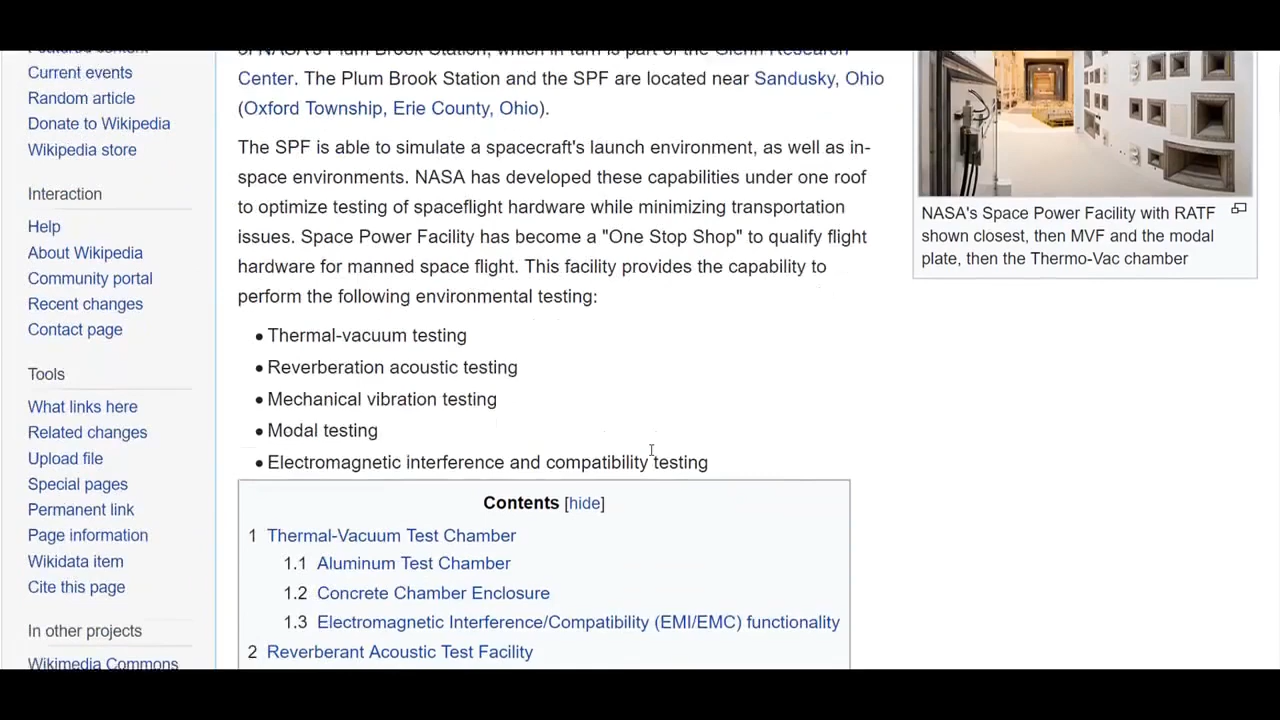 Current events
Random article
Donate to Wikipedia
Wikipedia store
Interaction
Help
About Wikipedia
Community portal
Recent changes
Contact page
Tools
What links here
Related changes
Upload file
Special pages
Permanent link
Page information
Wikidata item
Cite this page
In other projects
Wikimedia Commons
of NASA's Plum Brook Station, which in turn is part of the Glenn Research
Center. The Plum Brook Station and the SPF are located near Sandusky, Ohio
(Oxford Township, Erie County, Ohio).
The SPF is able to simulate a spacecraft's launch environment, as well as in-
space environments. NASA has developed these capabilities under one roof
to optimize testing of spaceflight hardware while minimizing transportation
issues. Space Power Facility has become a "One Stop Shop" to qualify flight
hardware for manned space flight. This facility provides the capability to
perform the following environmental testing:
• Thermal-vacuum testing
• Reverberation acoustic testing
• Mechanical vibration testing
• Modal testing
• Electromagnetic interference and compatibility testing
Contents [hide]
1 Thermal-Vacuum Test Chamber
1.1 Aluminum Test Chamber
1.2 Concrete Chamber Enclosure
1.3 Electromagnetic Interference/Compatibility (EMI/EMC) functionality
2 Reverberant Acoustic Test Facility
NASA's Space Power Facility with RATF
shown closest, then MVF and the modal
plate, then the Thermo-Vac chamber